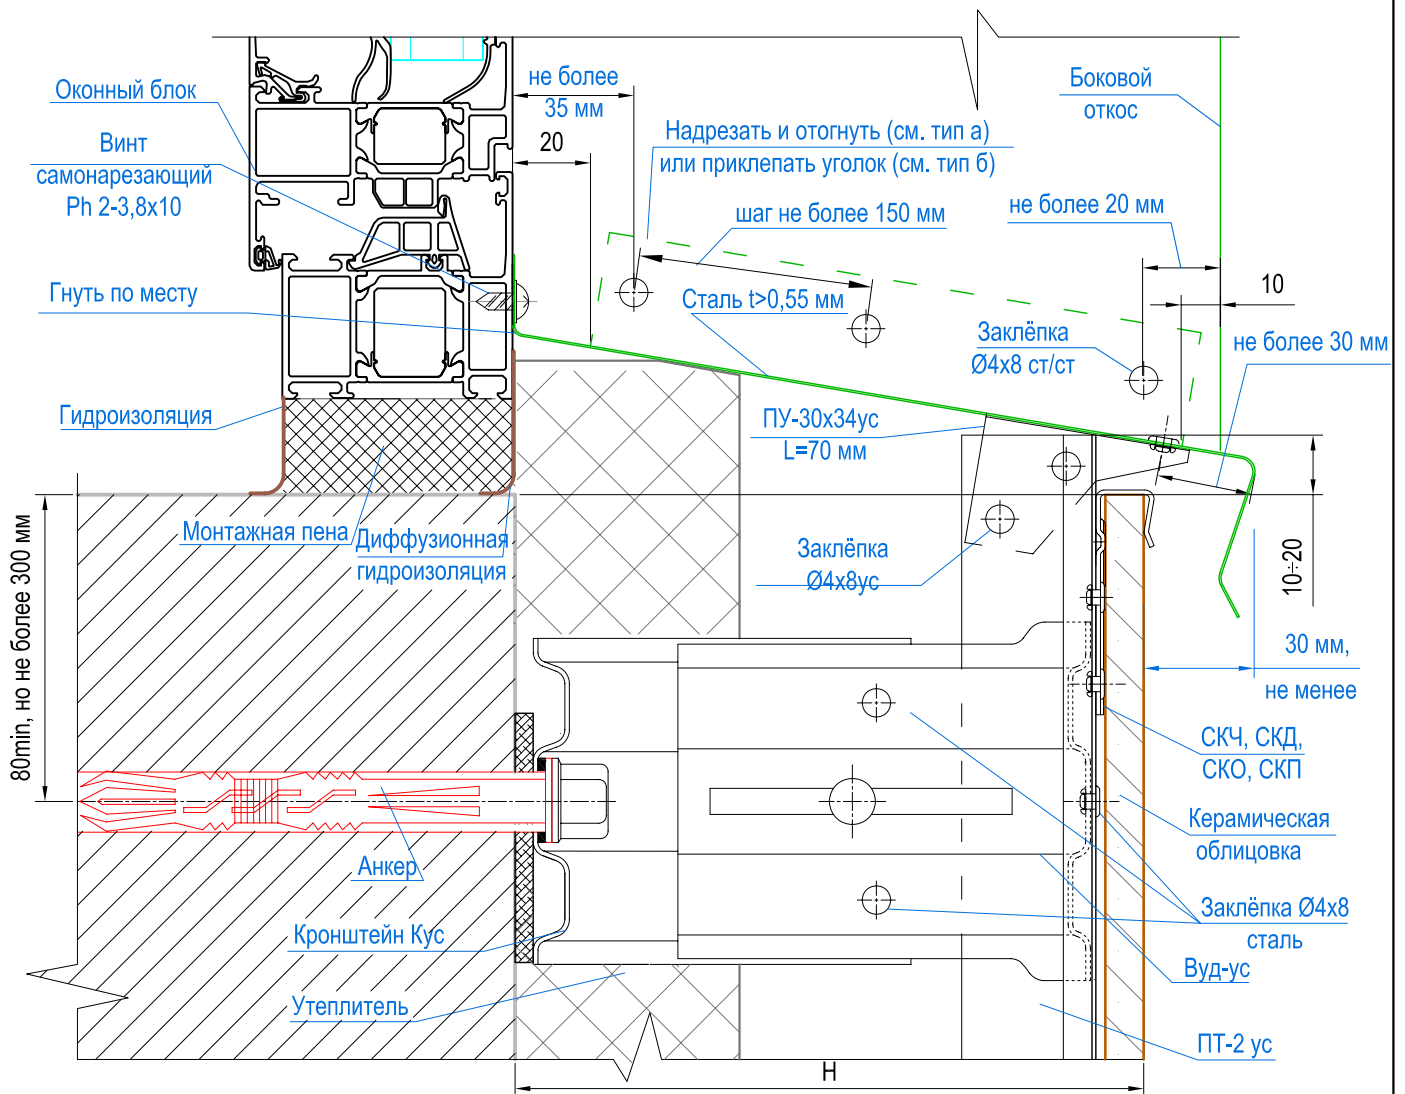 Оконный блок
Винт
самонарезающий
Ph 2-3,8х10
Гнуть по месту
Гидроизоляция
не более
35 мм
20
Надрезать и отогнуть (см. тип а)
или приклепать уголок (см. тип б)
шаг не более 150 мм
Сталь t>0,55 мм
Боковой
откос
не более 20 мм
10
Заклёпка
Ø4х8 ст/ст
не более 30 мм
ПУ-30х34ус
L=70 мм
Монтажная пена
Диффузионная
гидроизоляция
Заклёпка
Ø4х8ус
10÷20
30 мм,
не менее
80min, но не более 300 мм
СКЧ, СКД,
СКО, СКП
Керамическая
облицовка
Анкер
Заклёпка Ø4х8
сталь
Кронштейн Кус
Вуд-ус
Утеплитель
ПТ-2 ус
Н